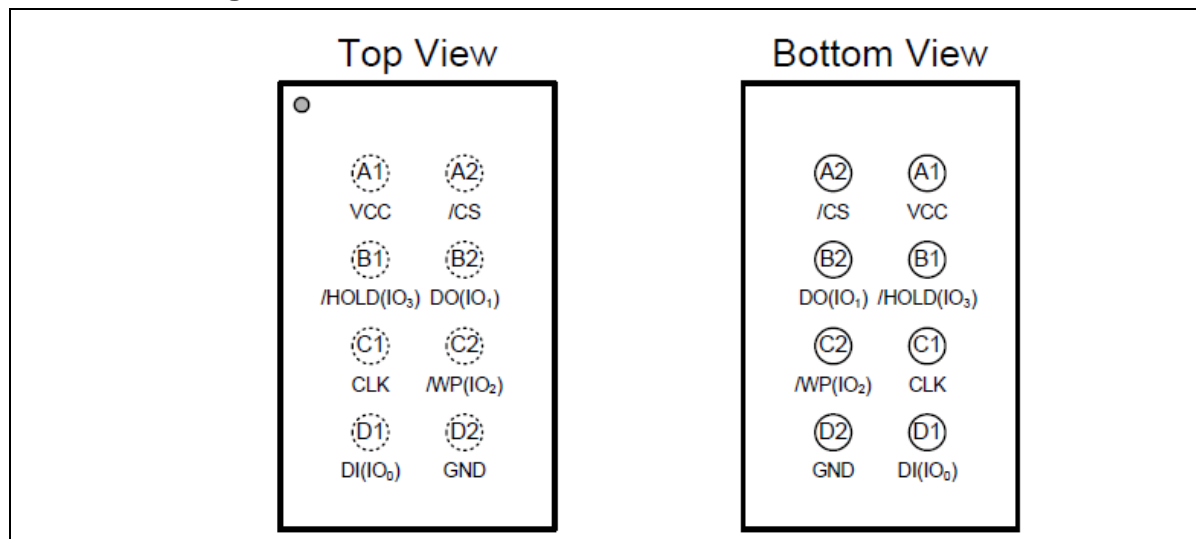 Top View Bottom View
A1 A2 A2 A1
VCC /CS /CS VCC
B1 B2 B2 B1
/HOLD(IO₃) DO(IO₁) DO(IO₁) /HOLD(IO₃)
C1 C2 C2 C1
CLK /WP(IO₂) /WP(IO₂) CLK
D1 D2 D2 D1
DI(IO₀) GND GND DI(IO₀)